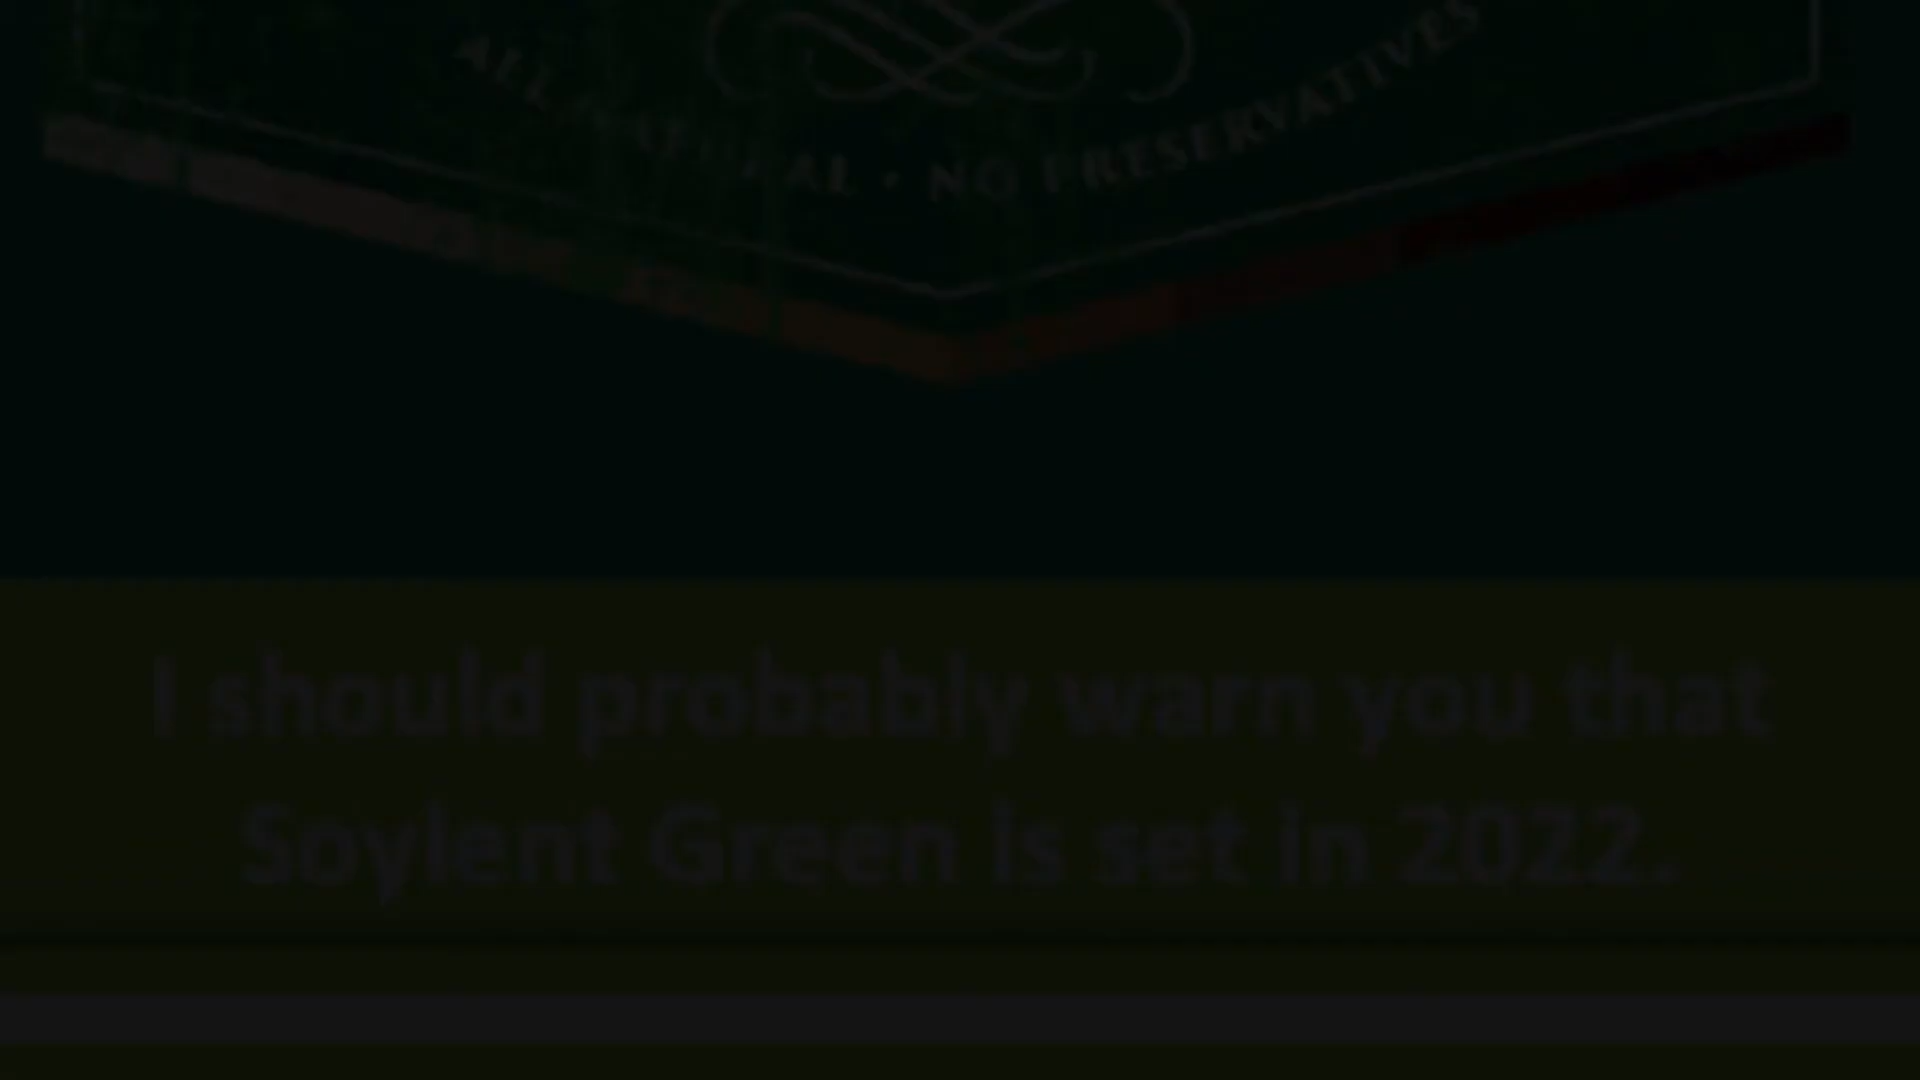 ALL NATURAL • NO PRESERVATIVES
I should probably warn you that
Soylent Green is set in 2022.